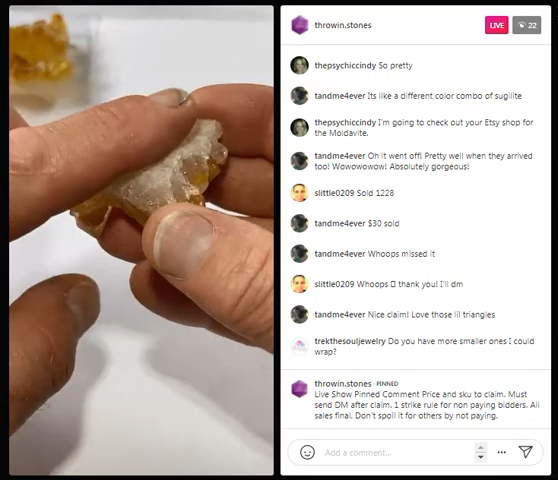 throwin.stones
LIVE
22
thepsychiccindy So pretty
tandme4ever Its like a different color combo of sugilite
thepsychiccindy I'm going to check out your Etsy shop for
the Moldavite.
tandme4ever Oh it went off! Pretty well when they arrived
too! Wowowowow! Absolutely gorgeous!
slittle0209 Sold 1228
tandme4ever $30 sold
tandme4ever Whoops missed it
slittle0209 Whoops thank you! I'll dm
tandme4ever Nice claim! Love those lil triangles
trekthesouljewelry Do you have more smaller ones I could
wrap?
throwin.stones · PINNED
Live Show Pinned Comment Price and sku to claim. Must
send DM after claim. 1 strike rule for non paying bidders. All
sales final. Don't spoil it for others by not paying.
Add a comment...